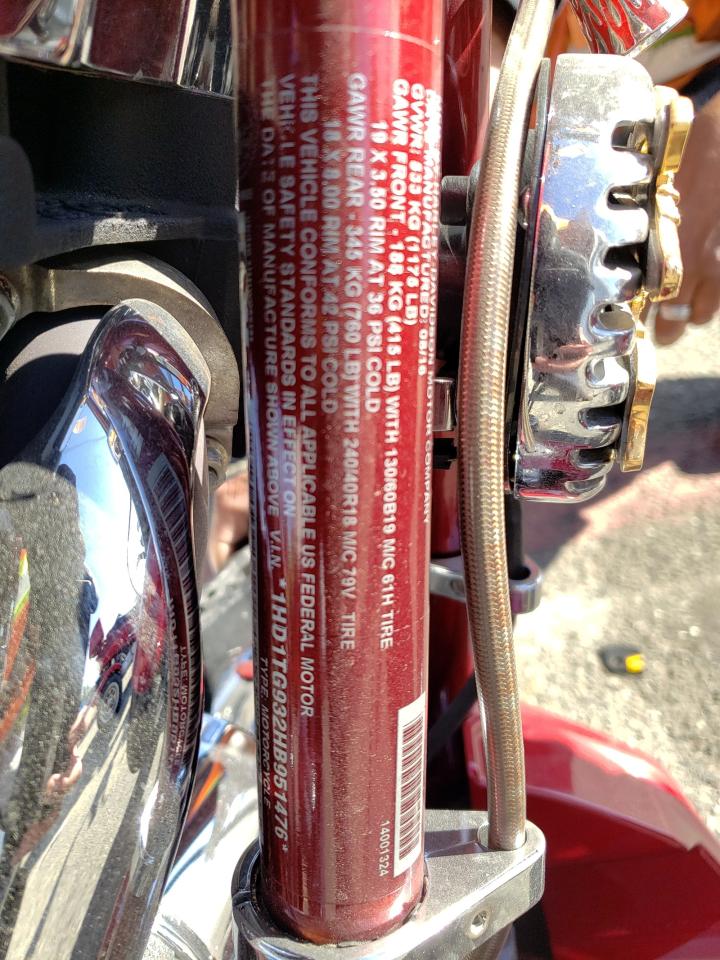 MANUFACTURED: 06/16
GVWR: 533 KG (1175 LB)
GAWR FRONT - 188 KG (415 LB) WITH 130/60B19 M/C 61H TIRE
19 X 3.50 RIM AT 36 PSI COLD
GAWR REAR - 345 KG (760 LB) WITH 240/40R18 M/C 79V TIRE
18 X 8.00 RIM AT 42 PSI COLD
THIS VEHICLE CONFORMS TO ALL APPLICABLE US FEDERAL MOTOR
VEHICLE SAFETY STANDARDS IN EFFECT ON
THE DATE OF MANUFACTURE SHOWN ABOVE V.I.N. *1HD1TG932HB951476*
TYPE: MOTORCYCLE
14001324